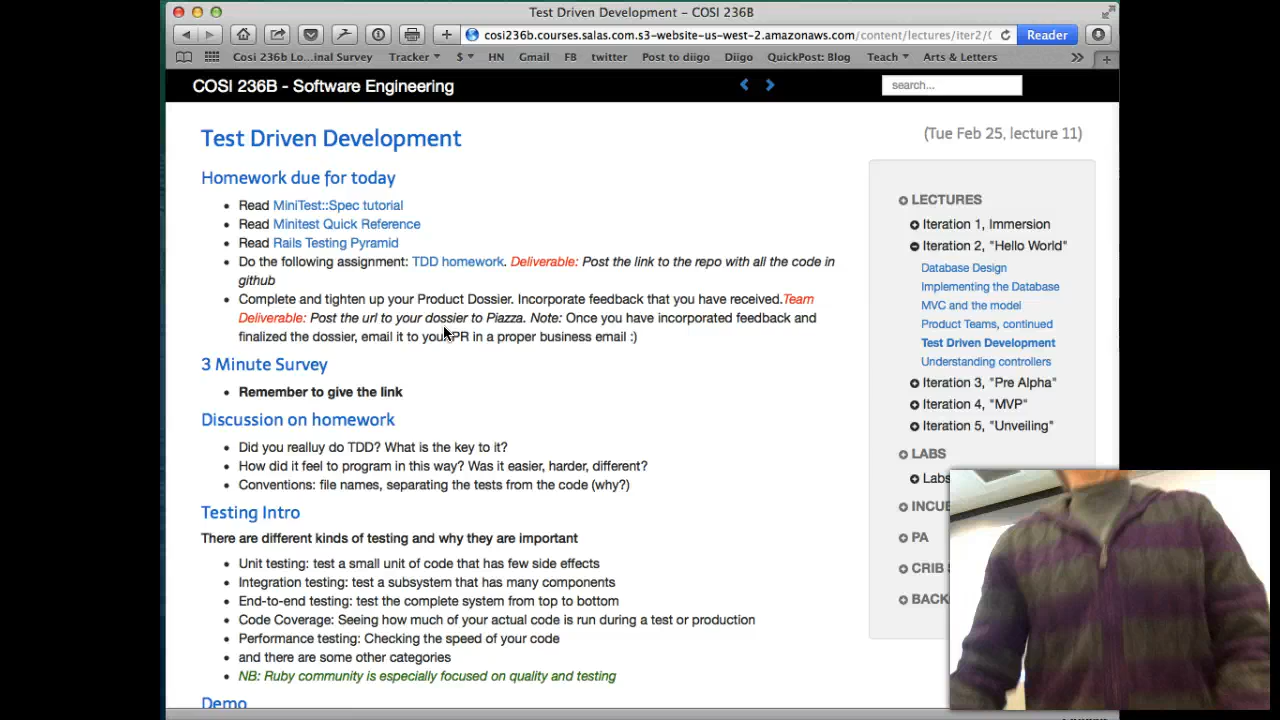 Test Driven Development – COSI 236B
cosi236b.courses.salas.com.s3-website-us-west-2.amazonaws.com/content/lectures/iter2/
Reader
Cosi 236b Lo...inal Survey Tracker $ HN Gmail FB twitter Post to diigo Diigo QuickPost: Blog Teach Arts & Letters
COSI 236B - Software Engineering
search...
Test Driven Development
(Tue Feb 25, lecture 11)
Homework due for today
Read MiniTest::Spec tutorial
Read Minitest Quick Reference
Read Rails Testing Pyramid
Do the following assignment: TDD homework. Deliverable: Post the link to the repo with all the code in
github
Complete and tighten up your Product Dossier. Incorporate feedback that you have received.Team
Deliverable: Post the url to your dossier to Piazza. Note: Once you have incorporated feedback and
finalized the dossier, email it to your PR in a proper business email :)
3 Minute Survey
Remember to give the link
Discussion on homework
Did you realluy do TDD? What is the key to it?
How did it feel to program in this way? Was it easier, harder, different?
Conventions: file names, separating the tests from the code (why?)
Testing Intro
There are different kinds of testing and why they are important
Unit testing: test a small unit of code that has few side effects
Integration testing: test a subsystem that has many components
End-to-end testing: test the complete system from top to bottom
Code Coverage: Seeing how much of your actual code is run during a test or production
Performance testing: Checking the speed of your code
and there are some other categories
NB: Ruby community is especially focused on quality and testing
Demo
LECTURES
Iteration 1, Immersion
Iteration 2, "Hello World"
Database Design
Implementing the Database
MVC and the model
Product Teams, continued
Test Driven Development
Understanding controllers
Iteration 3, "Pre Alpha"
Iteration 4, "MVP"
Iteration 5, "Unveiling"
LABS
Labs
INCU
PA
CRIB
BACK